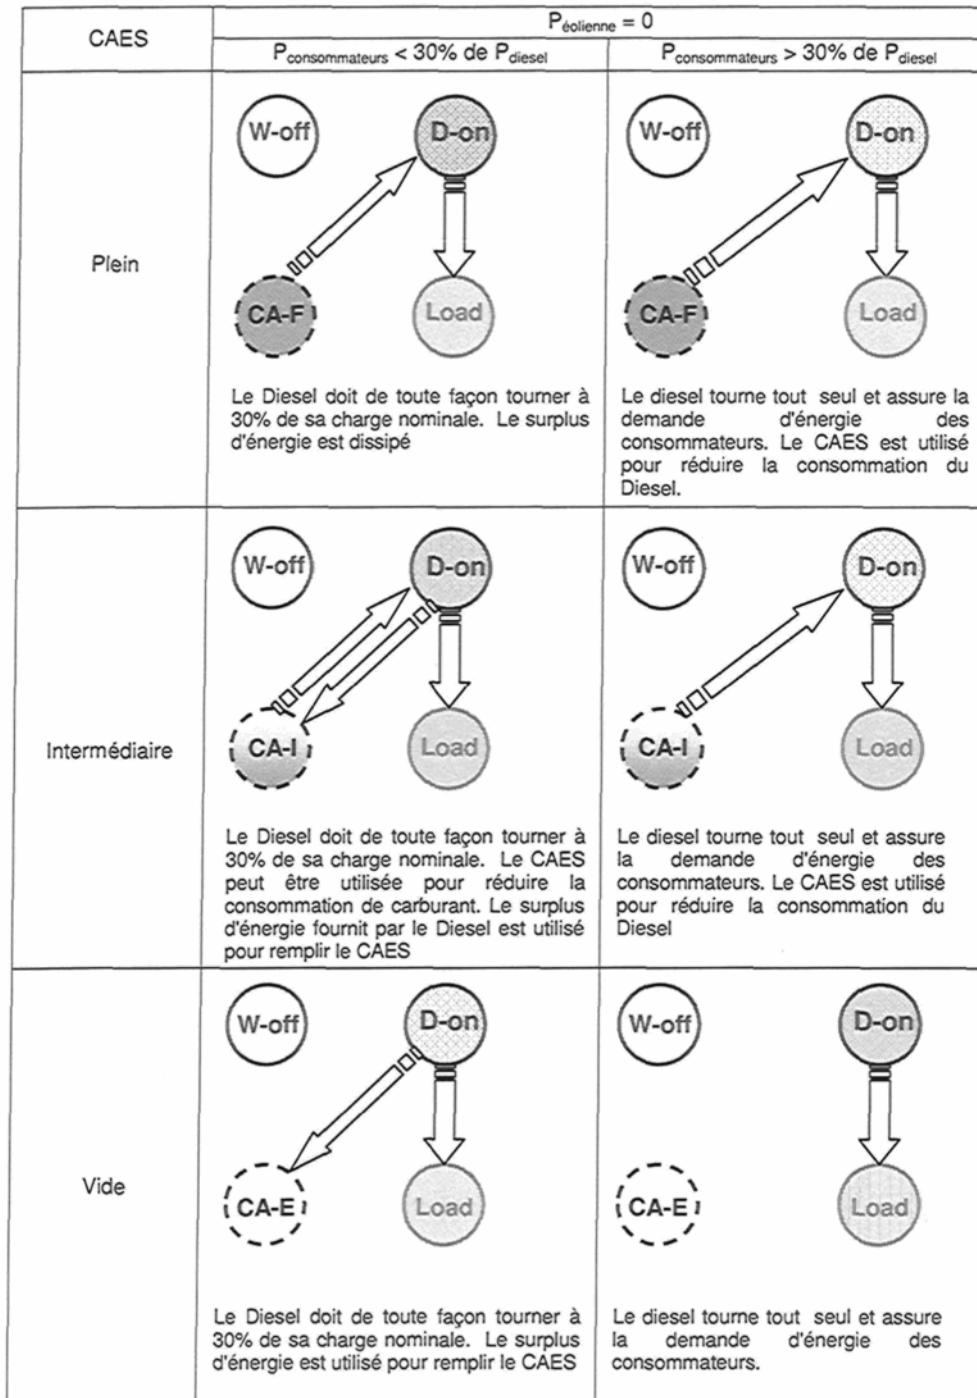 CAES
Péolienne = 0
Pconsommateurs < 30% de Pdiesel
Pconsommateurs > 30% de Pdiesel
Plein
W-off
D-on
CA-F
Load
Le Diesel doit de toute façon tourner à
30% de sa charge nominale. Le surplus
d'énergie est dissipé
W-off
D-on
CA-F
Load
Le diesel tourne tout seul et assure la
demande d'énergie des
consommateurs. Le CAES est utilisé
pour réduire la consommation du
Diesel.
Intermédiaire
W-off
D-on
CA-I
Load
Le Diesel doit de toute façon tourner à
30% de sa charge nominale. Le CAES
peut être utilisée pour réduire la
consommation de carburant. Le surplus
d'énergie fournit par le Diesel est utilisé
pour remplir le CAES
W-off
D-on
CA-I
Load
Le diesel tourne tout seul et assure
la demande d'énergie des
consommateurs. Le CAES est utilisé
pour réduire la consommation du
Diesel
Vide
W-off
D-on
CA-E
Load
Le Diesel doit de toute façon tourner à
30% de sa charge nominale. Le surplus
d'énergie est utilisé pour remplir le CAES
W-off
D-on
CA-E
Load
Le diesel tourne tout seul et assure
la demande d'énergie des
consommateurs.